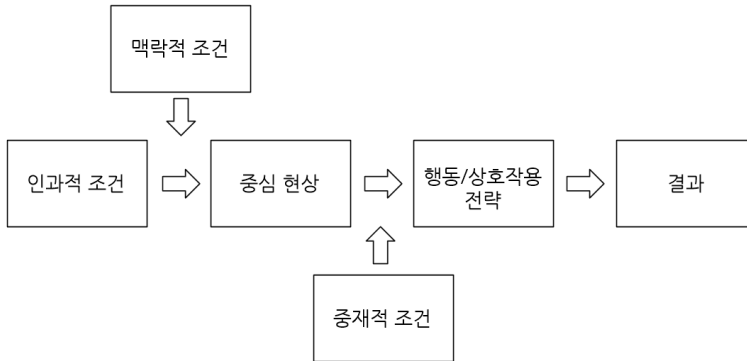 맥락적 조건
인과적 조건
중심 현상
행동/상호작용
전략
결과
중재적 조건